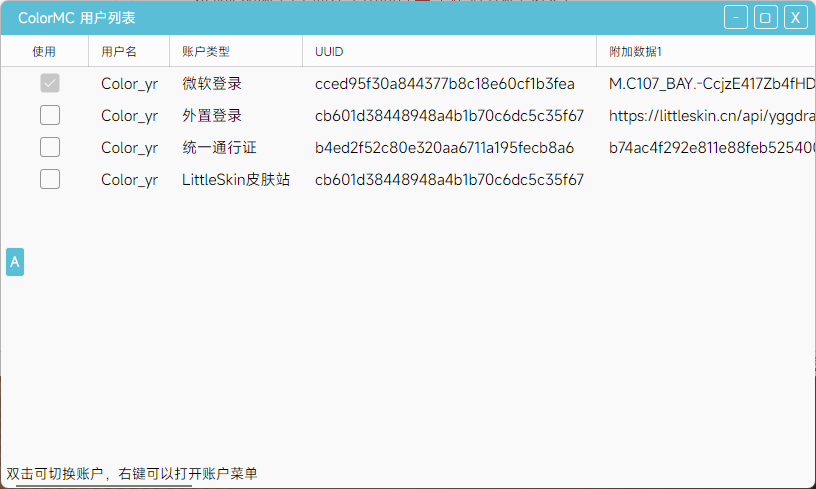 ColorMC 用户列表
- X
使用 用户名 账户类型 UUID 附加数据1
Color_yr 微软登录 cced95f30a844377b8c18e60cf1b3fea M.C107_BAY.-CcjzE417Zb4fHD
Color_yr 外置登录 cb601d38448948a4b1b70c6dc5c35f67 https://littleskin.cn/api/yggdra
Color_yr 统一通行证 b4ed2f52c80e320aa6711a195fecb8a6 b74ac4f292e811e88feb525400
Color_yr LittleSkin皮肤站 cb601d38448948a4b1b70c6dc5c35f67
A
双击可切换账户，右键可以打开账户菜单